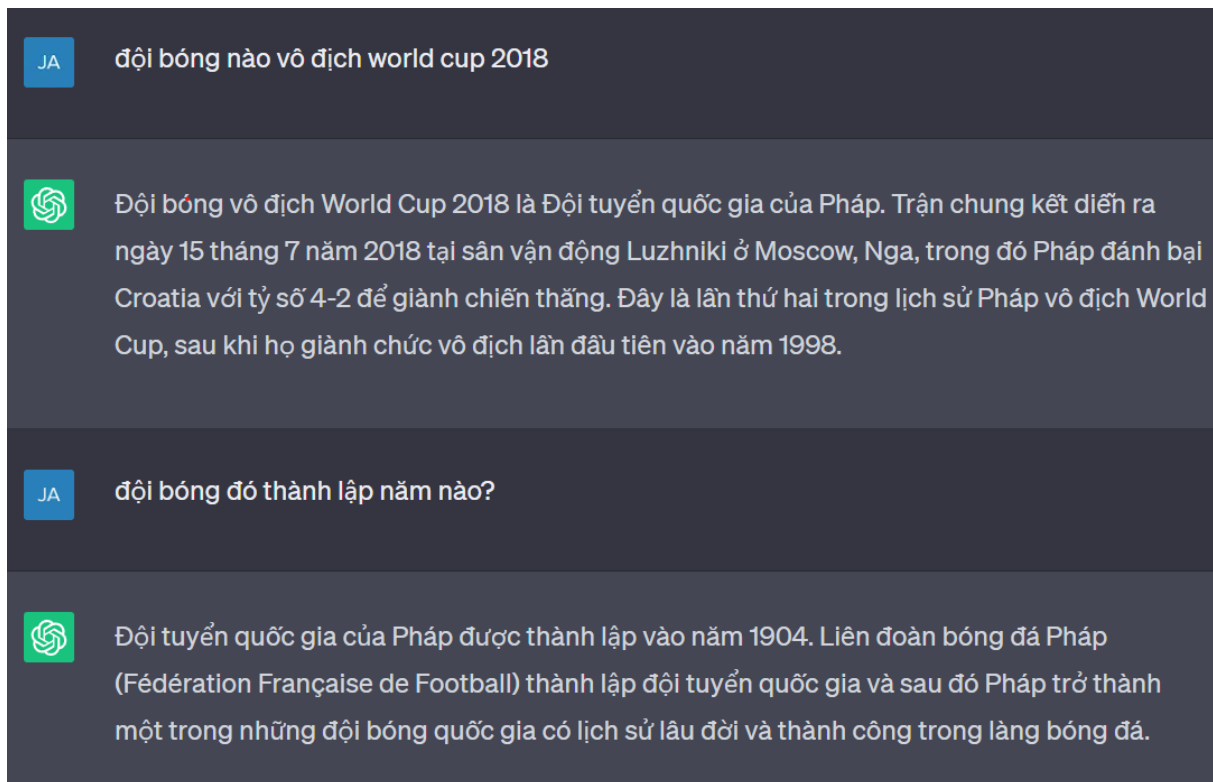 JA
đội bóng nào vô địch world cup 2018
Đội bóng vô địch World Cup 2018 là Đội tuyển quốc gia của Pháp. Trận chung kết diễn ra
ngày 15 tháng 7 năm 2018 tại sân vận động Luzhniki ở Moscow, Nga, trong đó Pháp đánh bại
Croatia với tỷ số 4-2 để giành chiến thắng. Đây là lần thứ hai trong lịch sử Pháp vô địch World
Cup, sau khi họ giành chức vô địch lần đầu tiên vào năm 1998.
JA
đội bóng đó thành lập năm nào?
Đội tuyển quốc gia của Pháp được thành lập vào năm 1904. Liên đoàn bóng đá Pháp
(Fédération Française de Football) thành lập đội tuyển quốc gia và sau đó Pháp trở thành
một trong những đội bóng quốc gia có lịch sử lâu đời và thành công trong làng bóng đá.